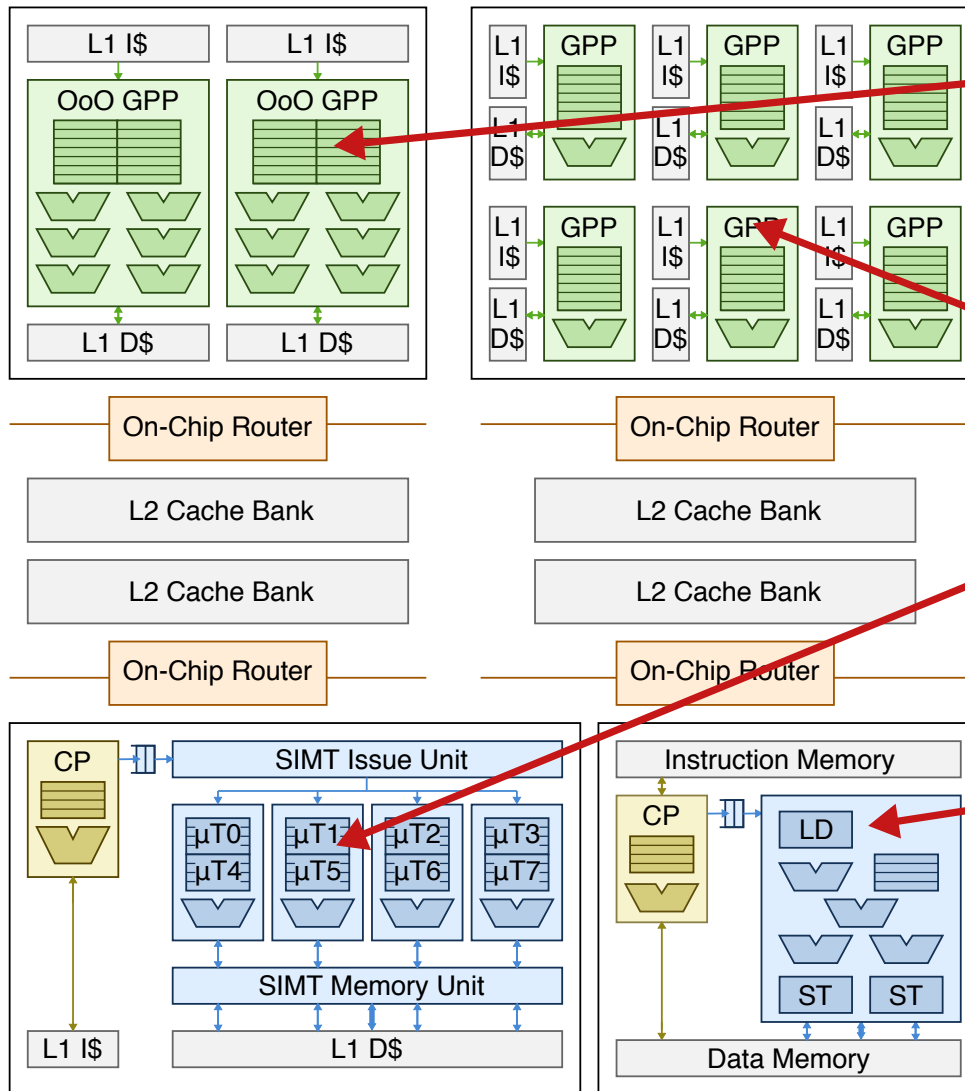 L1 I$
L1 I$
OoO GPP
OoO GPP
L1 D$
L1 D$
L1
I$
GPP
L1
D$
L1
I$
GPP
L1
D$
L1
I$
GPP
L1
D$
L1
I$
GPP
L1
D$
L1
I$
GPP
L1
D$
L1
I$
GPP
L1
D$
On-Chip Router
On-Chip Router
L2 Cache Bank
L2 Cache Bank
L2 Cache Bank
L2 Cache Bank
On-Chip Router
On-Chip Router
CP
SIMT Issue Unit
µT0
µT1
µT2
µT3
µT4
µT5
µT6
µT7
SIMT Memory Unit
L1 I$
L1 D$
Instruction Memory
CP
LD
ST
ST
Data Memory